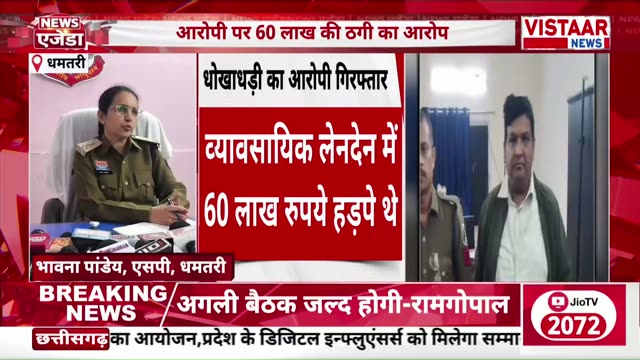 NEWS
एजेंडा
आरोपी पर 60 लाख की ठगी का आरोप
VISTAAR
NEWS
धमतरी
धोखाधड़ी का आरोपी गिरफ्तार
व्यावसायिक लेनदेन में
60 लाख रुपये हड़पे थे
भावना पांडेय, एसपी, धमतरी
BREAKING
NEWS
अगली बैठक जल्द होगी-रामगोपाल
JioTV
2072
छत्तीसगढ़ का आयोजन,प्रदेश के डिजिटल इन्फ्लुएंसर्स को मिलेगा सम्मा